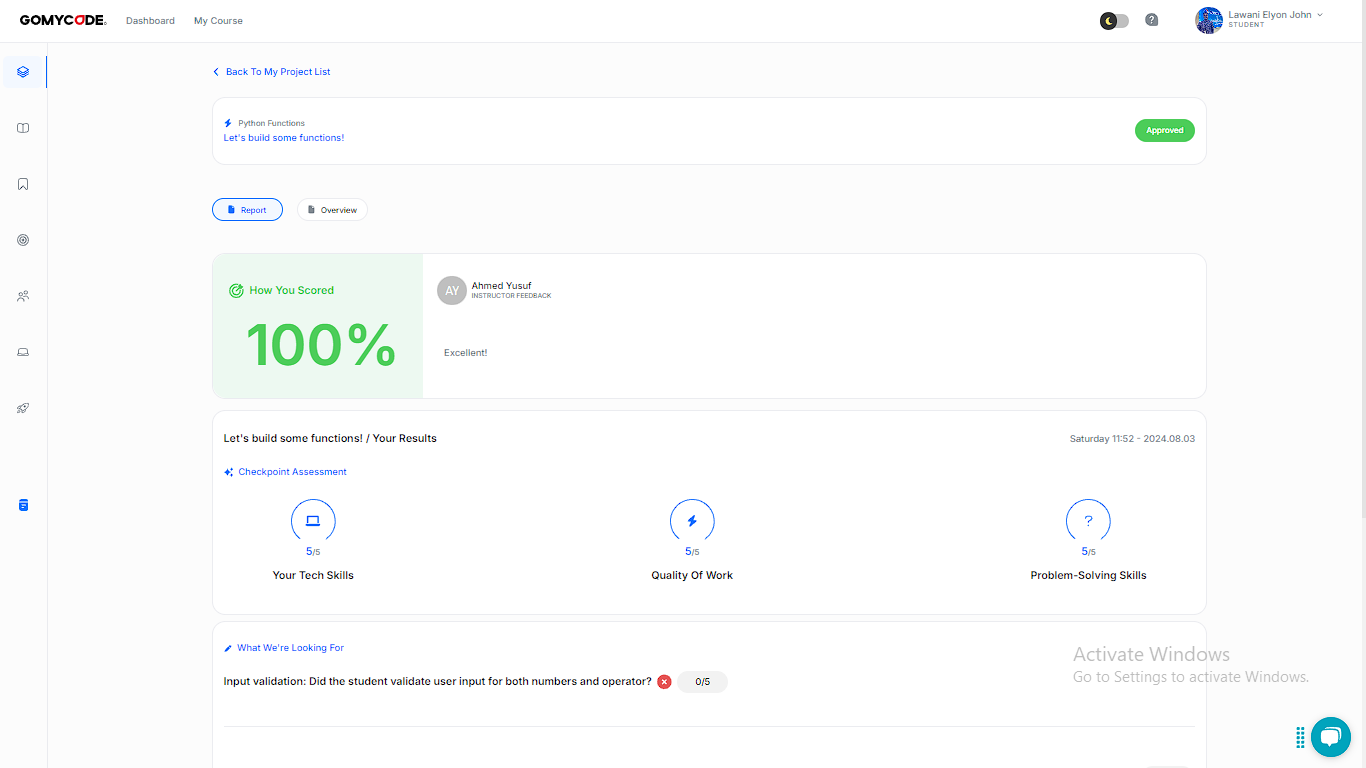 GOMYCODE Dashboard My Course
Lawani Elyon John
STUDENT
Back To My Project List
Python Functions
Let's build some functions!
Approved
Report Overview
How You Scored
100%
AY Ahmed Yusuf
INSTRUCTOR FEEDBACK
Excellent!
Let's build some functions! / Your Results
Saturday 11:52 - 2024.08.03
Checkpoint Assessment
5/5
Your Tech Skills
5/5
Quality Of Work
?
5/5
Problem-Solving Skills
What We're Looking For
Input validation: Did the student validate user input for both numbers and operator? 0/5
Activate Windows
Go to Settings to activate Windows.